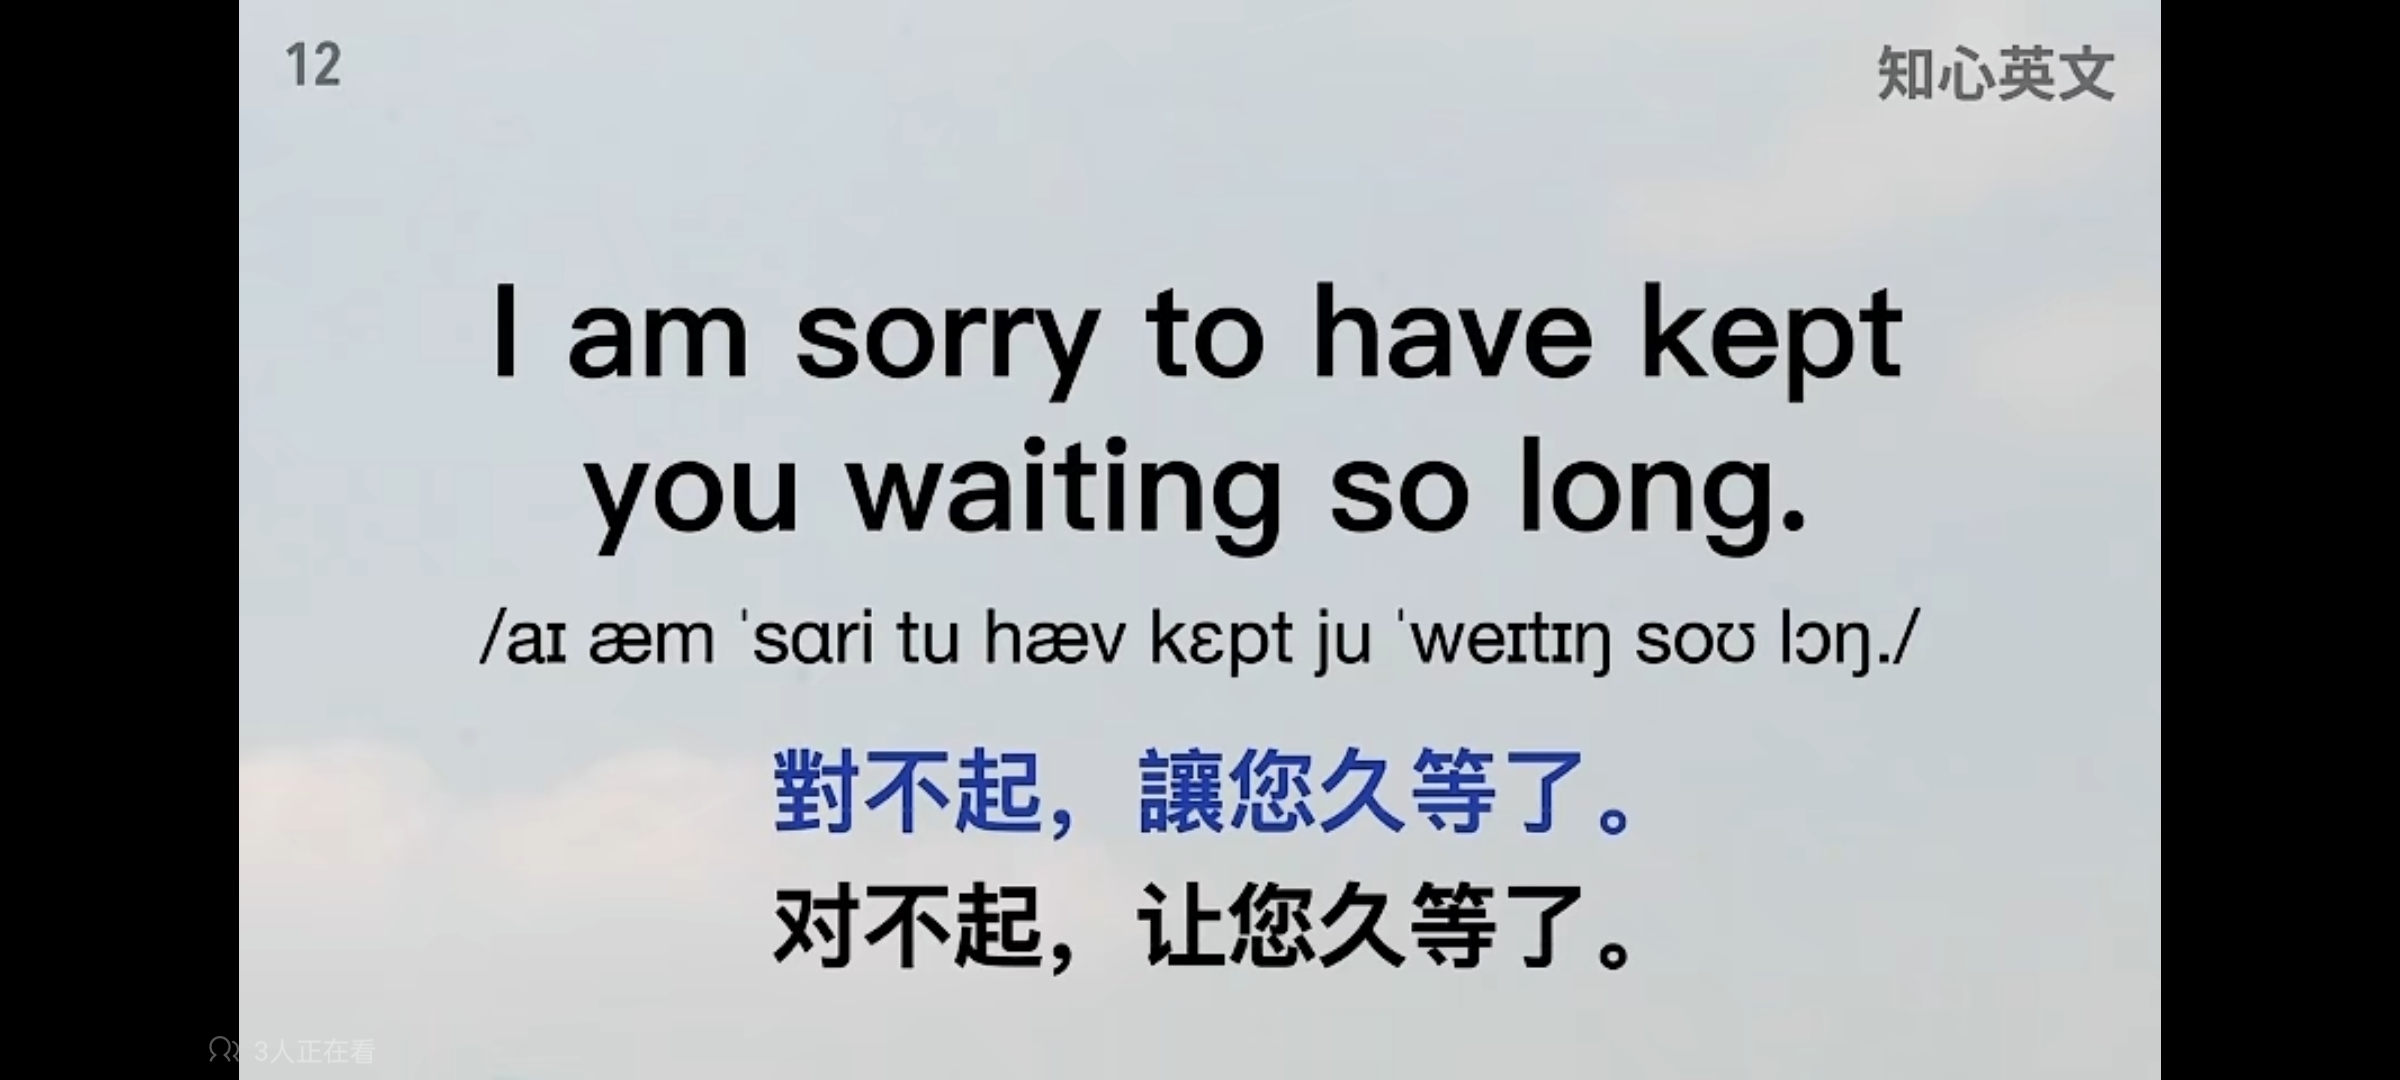 12
知心英文
I am sorry to have kept
you waiting so long.
/aɪ æm ˈsɑri tu hæv kɛpt ju ˈweɪtɪŋ soʊ lɔŋ./
對不起，讓您久等了。
对不起，让您久等了。
3人正在看